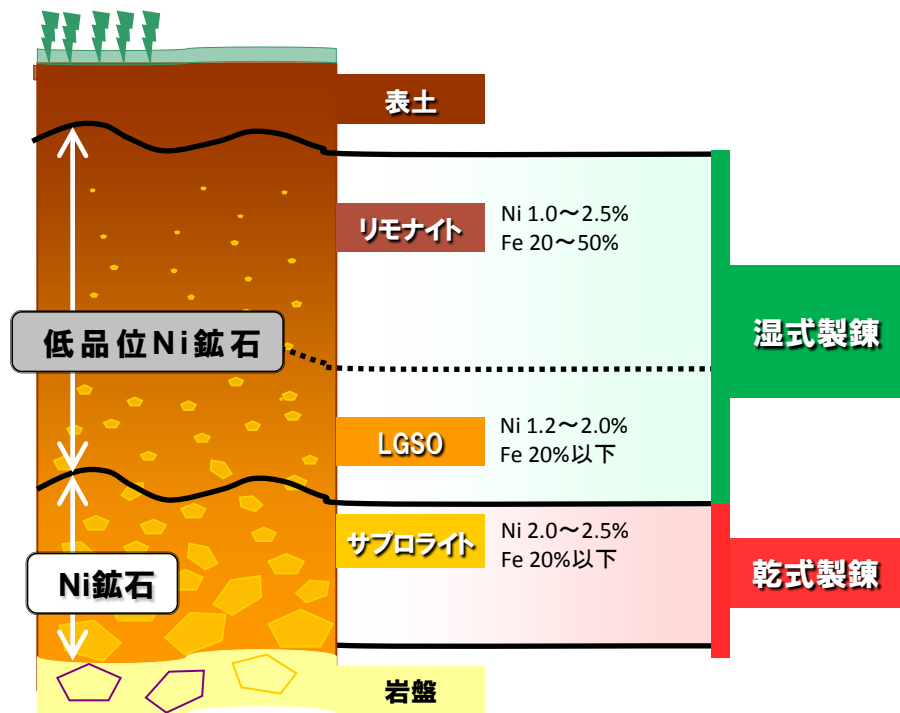 表土
リモナイト
Ni 1.0～2.5%
Fe 20～50%
低品位Ni鉱石
湿式製錬
LGSO
Ni 1.2～2.0%
Fe 20%以下
サプロライト
Ni 2.0～2.5%
Fe 20%以下
Ni鉱石
乾式製錬
岩盤